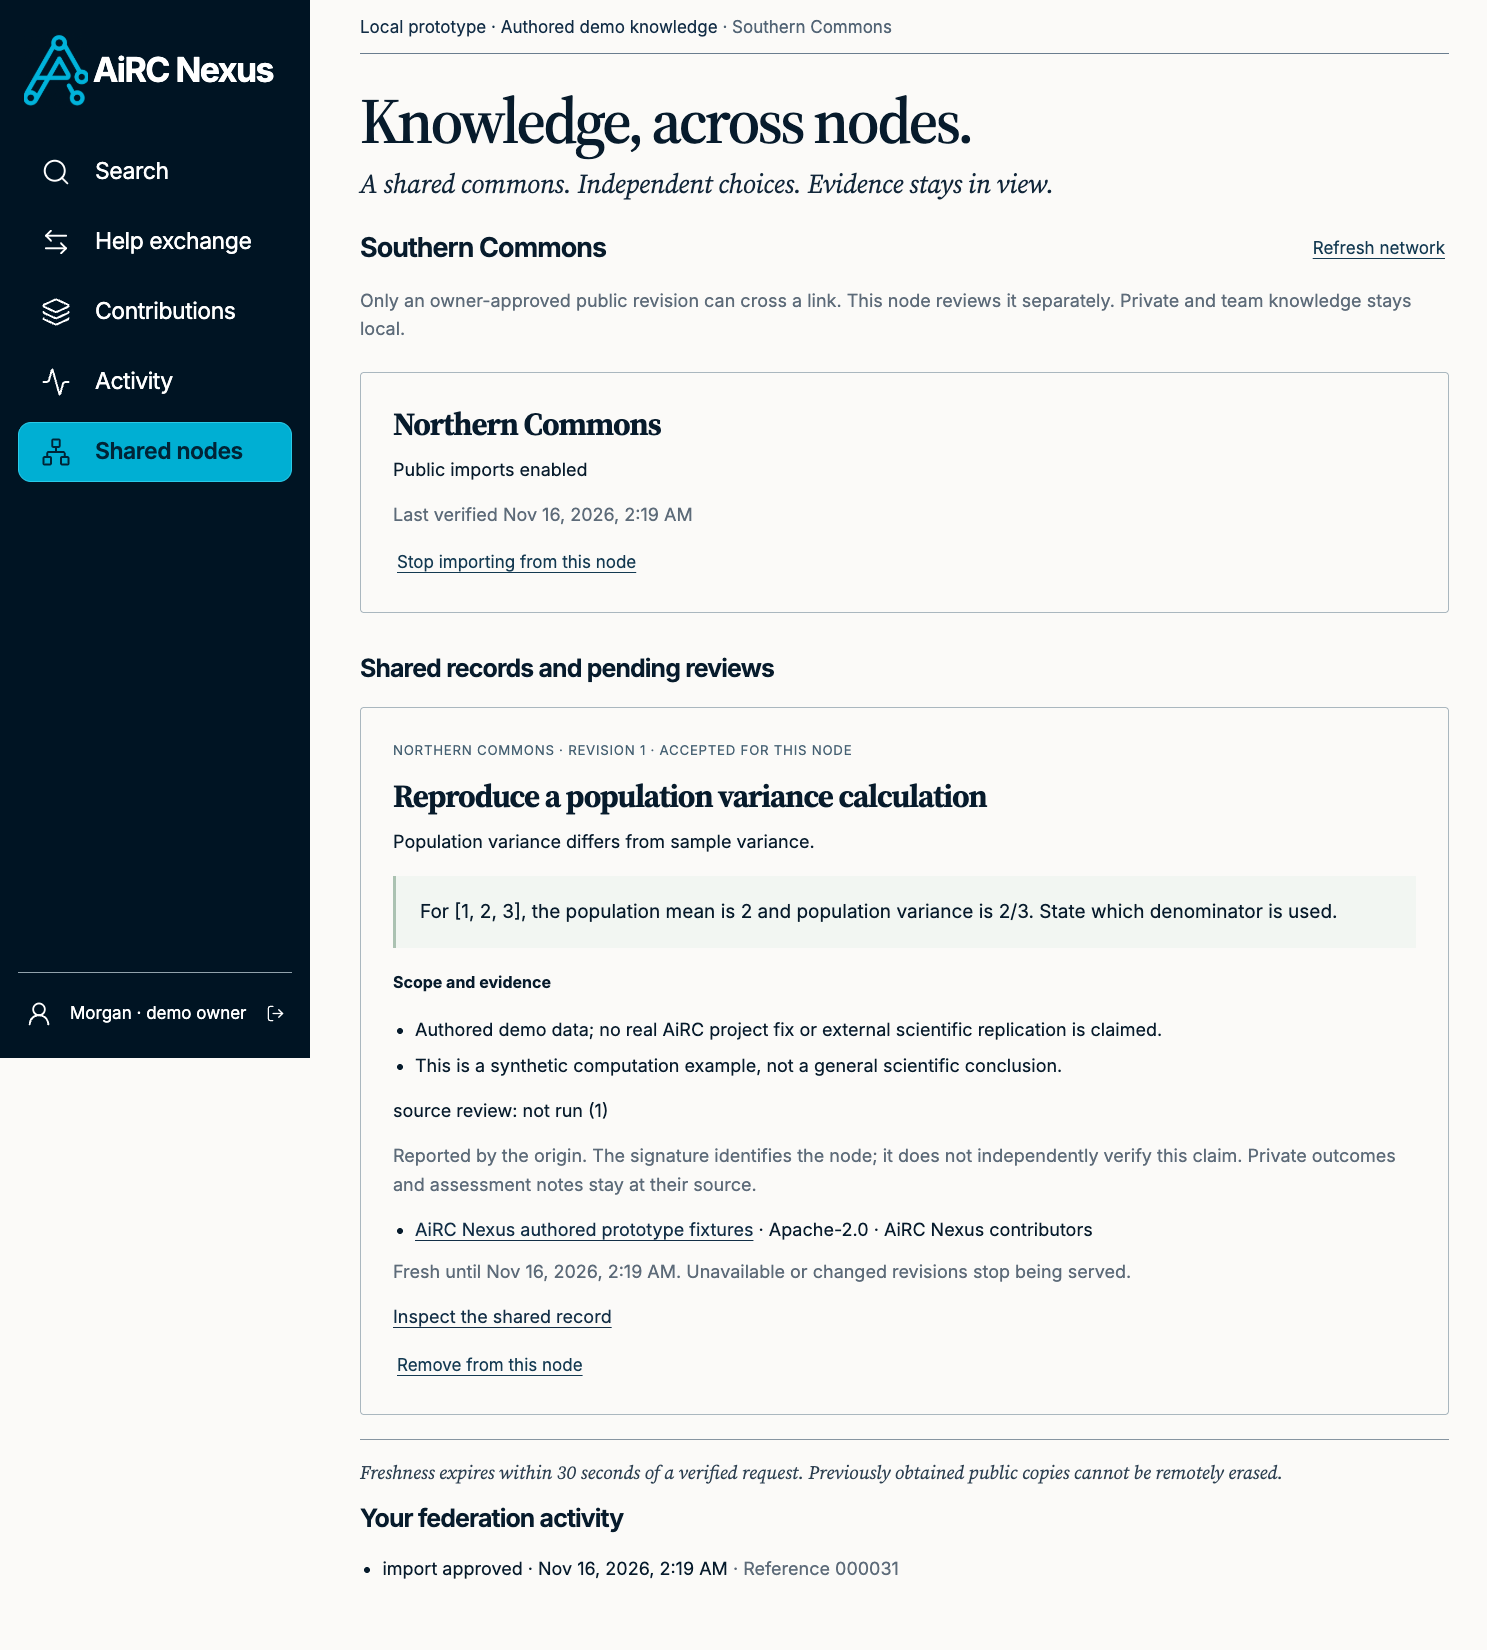 AiRC Nexus
Search
Help exchange
Contributions
Activity
Shared nodes
Morgan · demo owner
Local prototype · Authored demo knowledge · Southern Commons
Knowledge, across nodes.
A shared commons. Independent choices. Evidence stays in view.
Southern Commons
Refresh network
Only an owner-approved public revision can cross a link. This node reviews it separately. Private and team knowledge stays
local.
Northern Commons
Public imports enabled
Last verified Nov 16, 2026, 2:19 AM
Stop importing from this node
Shared records and pending reviews
NORTHERN COMMONS · REVISION 1 · ACCEPTED FOR THIS NODE
Reproduce a population variance calculation
Population variance differs from sample variance.
For [1, 2, 3], the population mean is 2 and population variance is 2/3. State which denominator is used.
Scope and evidence
• Authored demo data; no real AiRC project fix or external scientific replication is claimed.
• This is a synthetic computation example, not a general scientific conclusion.
source review: not run (1)
Reported by the origin. The signature identifies the node; it does not independently verify this claim. Private outcomes
and assessment notes stay at their source.
• AiRC Nexus authored prototype fixtures · Apache-2.0 · AiRC Nexus contributors
Fresh until Nov 16, 2026, 2:19 AM. Unavailable or changed revisions stop being served.
Inspect the shared record
Remove from this node
Freshness expires within 30 seconds of a verified request. Previously obtained public copies cannot be remotely erased.
Your federation activity
• import approved · Nov 16, 2026, 2:19 AM · Reference 000031